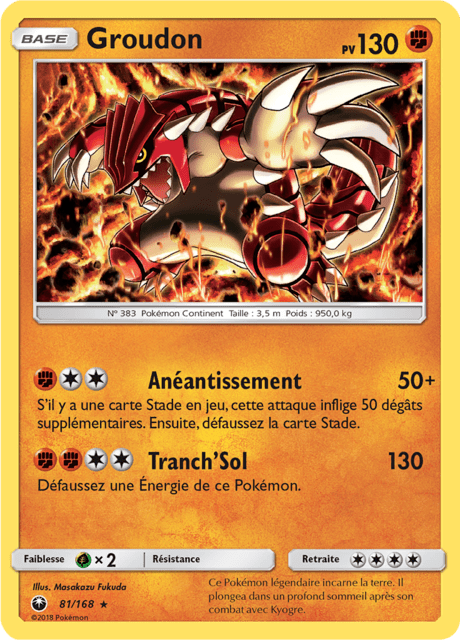 BASE Groudon PV 130
N° 383 Pokémon Continent Taille : 3,5 m Poids : 950,0 kg
Anéantissement 50+
S'il y a une carte Stade en jeu, cette attaque inflige 50 dégâts
supplémentaires. Ensuite, défaussez la carte Stade.
Tranch'Sol 130
Défaussez une Énergie de ce Pokémon.
Faiblesse ×2 Résistance Retraite
Illus. Masakazu Fukuda
81/168 ★
©2018 Pokémon
Ce Pokémon légendaire incarne la terre. Il
plongea dans un profond sommeil après son
combat avec Kyogre.